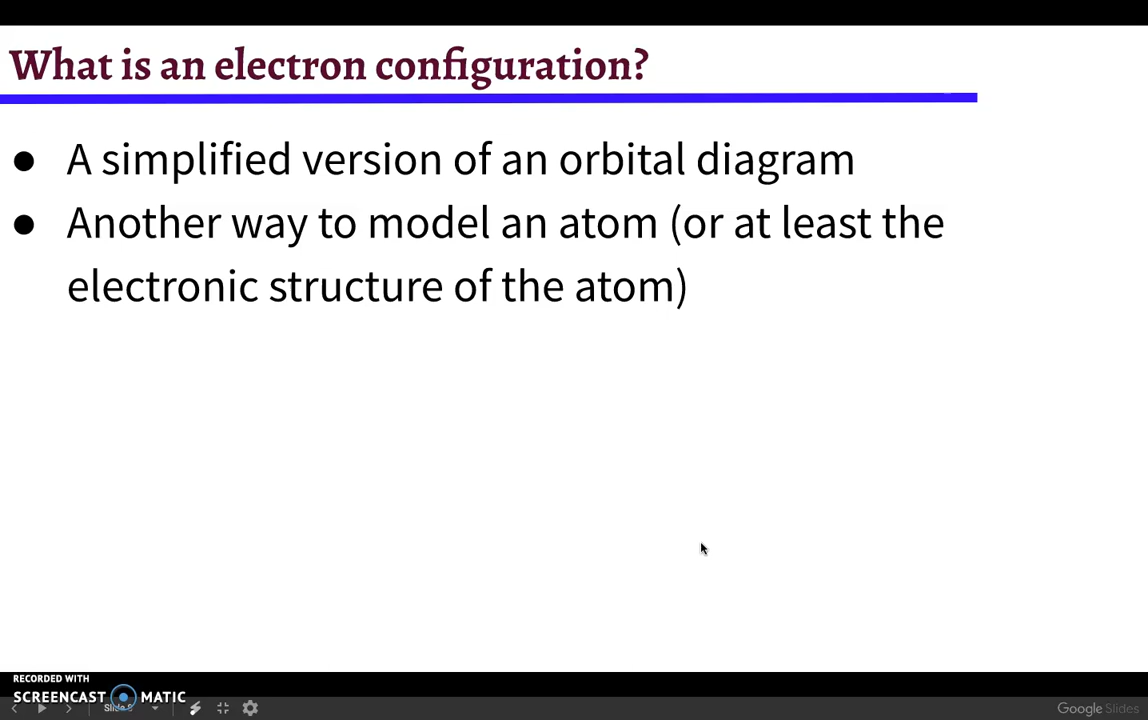 What is an electron configuration?
● A simplified version of an orbital diagram
● Another way to model an atom (or at least the
electronic structure of the atom)
RECORDED WITH
SCREENCAST MATIC
Google Slides